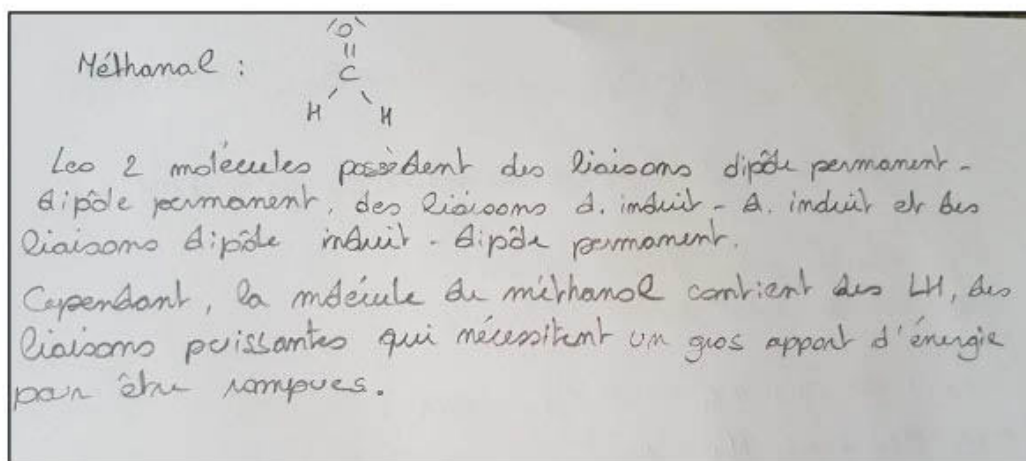 Méthanal :
|O|
||
C
H H
Les 2 molécules possèdent des liaisons dipôle permanent -
dipôle permanent, des liaisons d. induit - d. induit et des
liaisons dipôle induit - dipôle permanent.
Cependant, la molécule de méthanol contient des LH, des
liaisons puissantes qui nécessitent un gros apport d'énergie
pour être rompues.